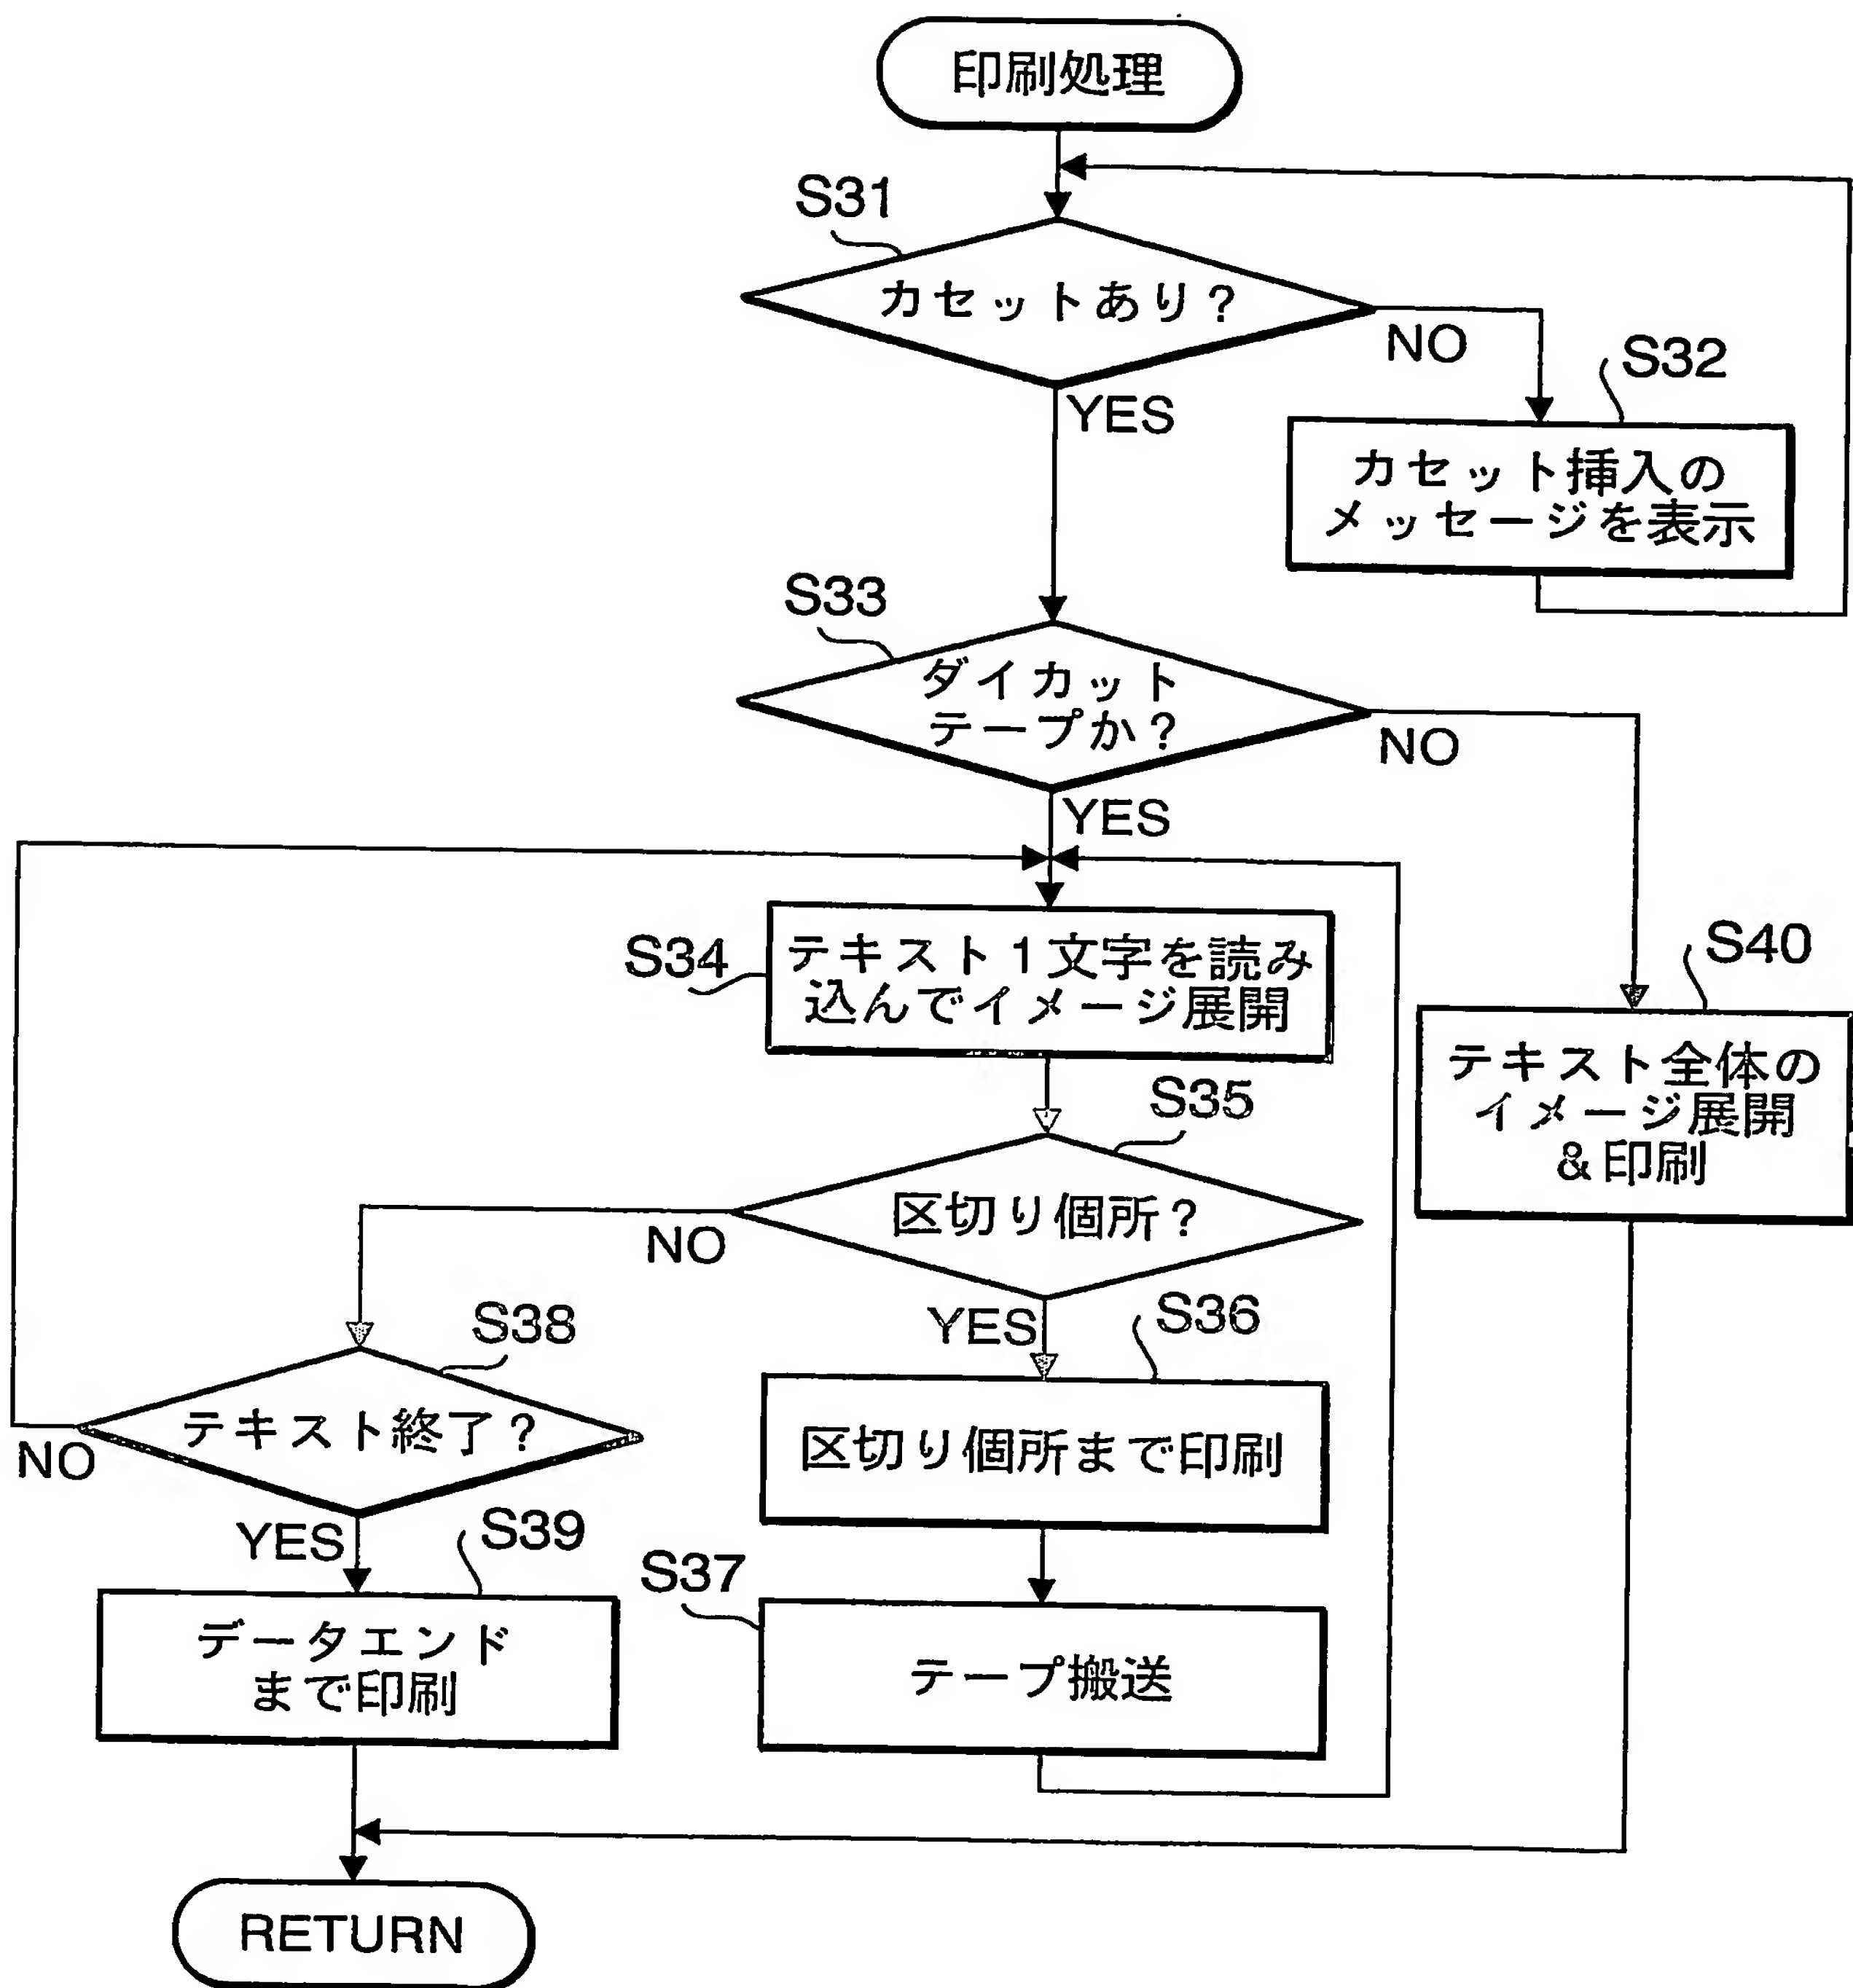 印刷処理
S31
カセットあり?
NO
YES
S32
カセット挿入の
メッセージを表示
S33
ダイカット
テープか?
NO
YES
S34
テキスト1文字を読み
込んでイメージ展開
S40
テキスト全体の
イメージ展開
&印刷
S35
区切り個所?
NO
YES
S36
区切り個所まで印刷
S38
テキスト終了?
NO
YES
S39
データエンド
まで印刷
S37
テープ搬送
RETURN